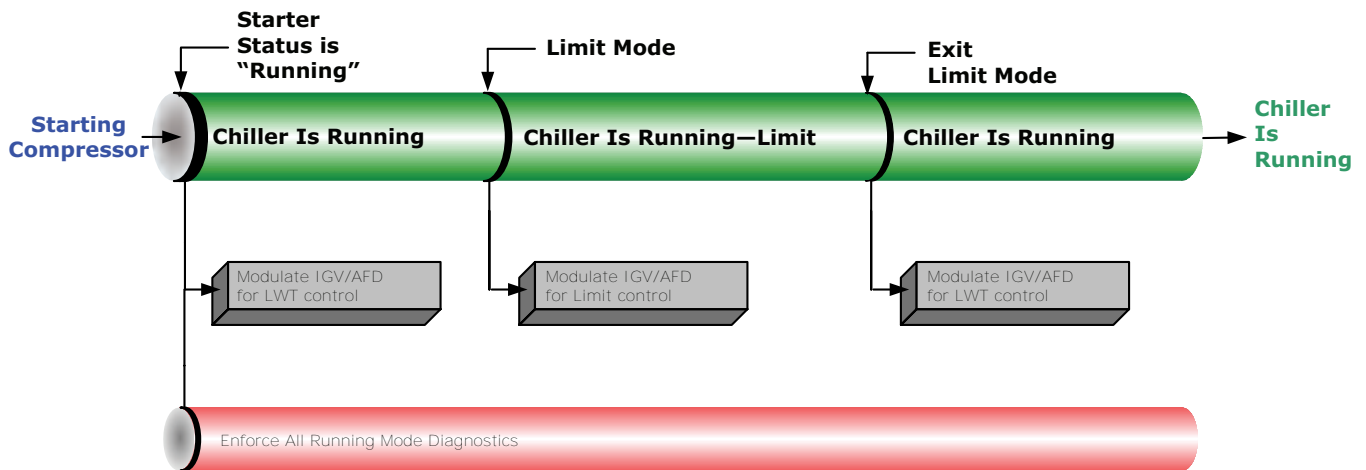 Starter
Status is
“Running”
Limit Mode
Exit
Limit Mode
Starting
Compressor
Chiller Is Running
Chiller Is Running—Limit
Chiller Is Running
Chiller
Is
Running
Modulate IGV/AFD
for LWT control
Modulate IGV/AFD
for Limit control
Modulate IGV/AFD
for LWT control
Enforce All Running Mode Diagnostics